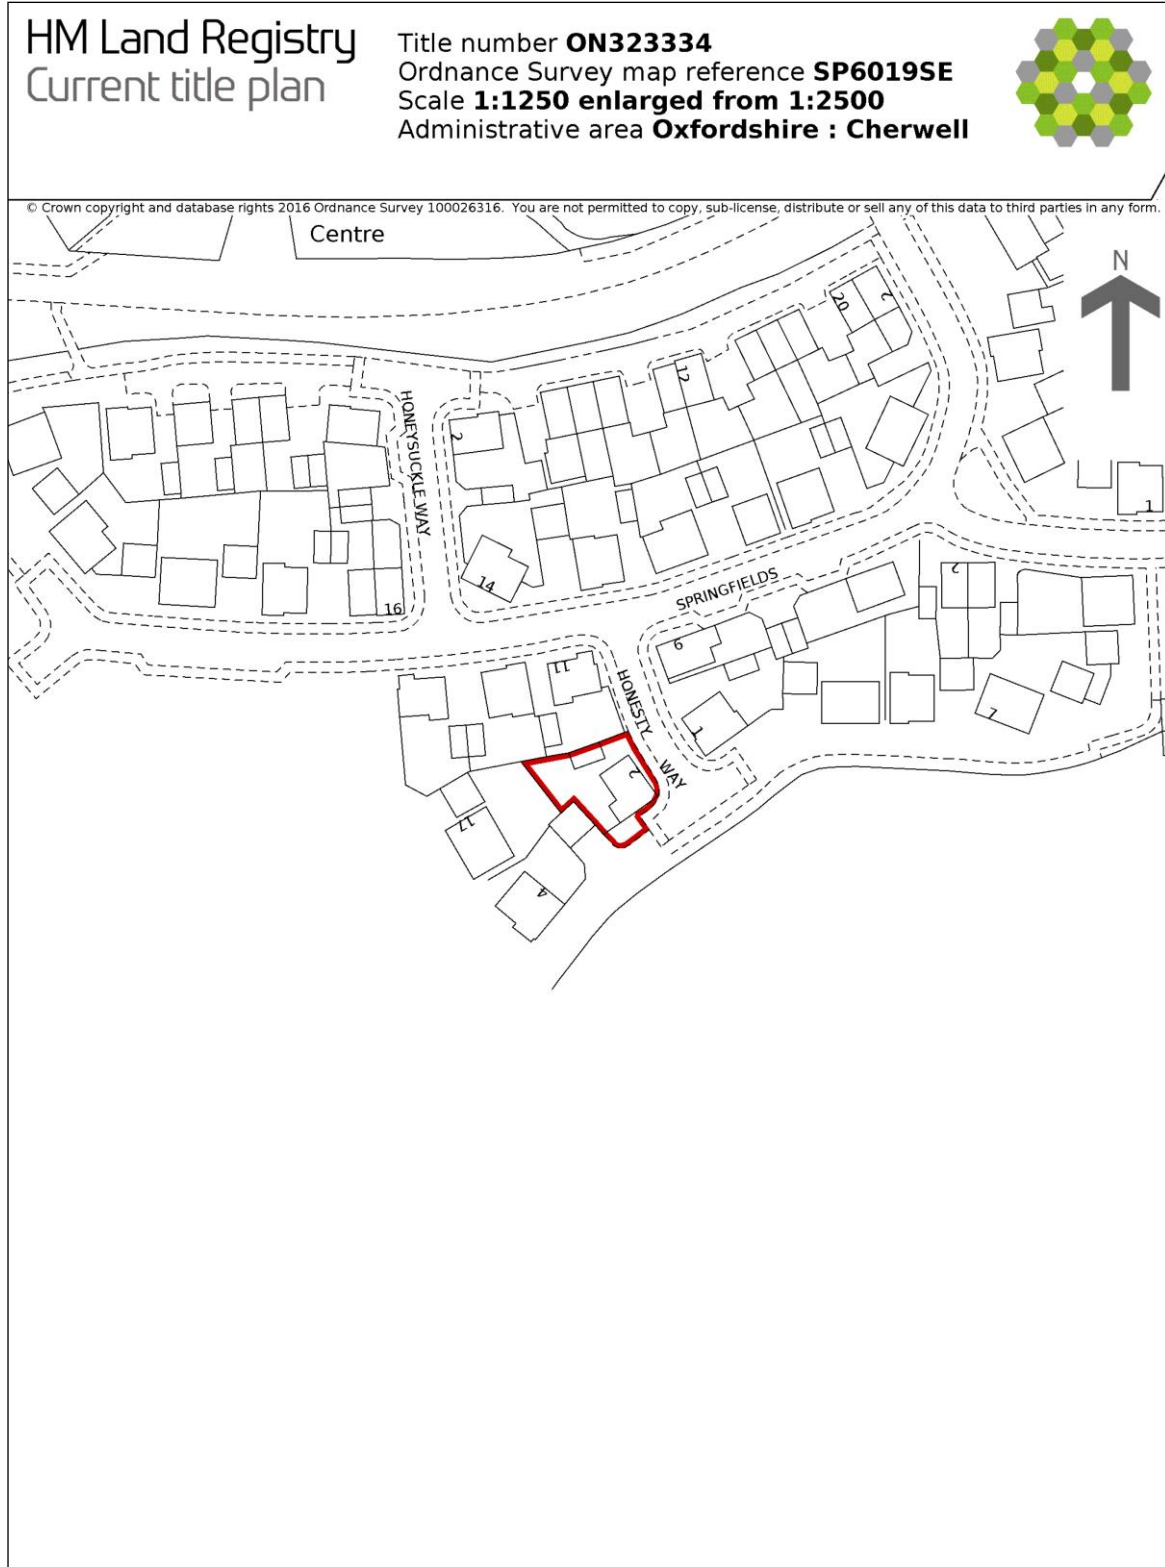 HM Land Registry
Current title plan
Title number ON323334
Ordnance Survey map reference SP6019SE
Scale 1:1250 enlarged from 1:2500
Administrative area Oxfordshire : Cherwell
© Crown copyright and database rights 2016 Ordnance Survey 100026316. You are not permitted to copy, sub-license, distribute or sell any of this data to third parties in any form.
Centre
N
20
2
12
HONEYSUCKLE WAY
2
1
14
2
16
SPRINGFIELDS
6
11
HONESTY WAY
7
1
2
17
4